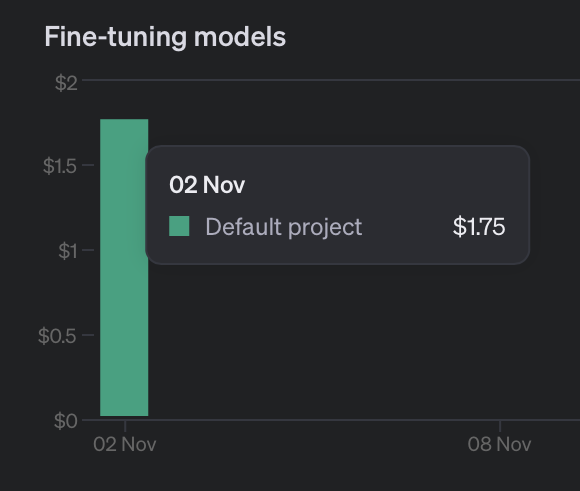 Fine-tuning models
$2
$1.5
02 Nov
Default project $1.75
$1
$0.5
$0
02 Nov 08 Nov